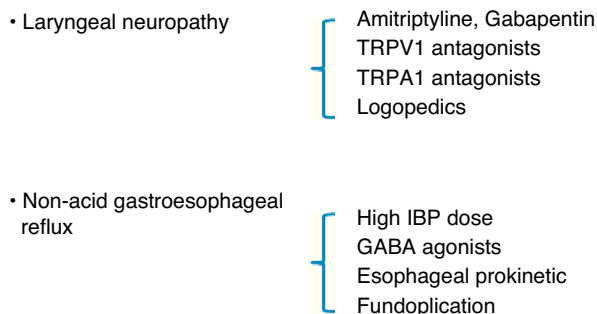 • Laryngeal neuropathy
Amitriptyline, Gabapentin
TRPV1 antagonists
TRPA1 antagonists
Logopedics
• Non-acid gastroesophageal
reflux
High IBP dose
GABA agonists
Esophageal prokinetic
Fundoplication